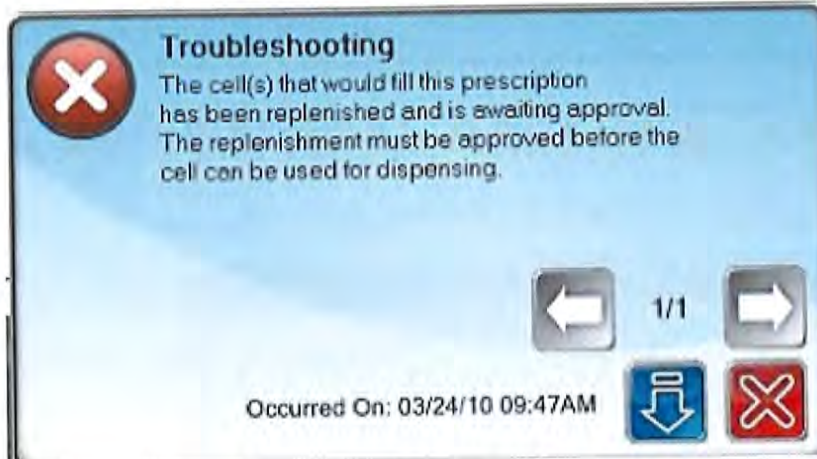 Troubleshooting
The cell(s) that would fill this prescription
has been replenished and is awaiting approval.
The replenishment must be approved before the
cell can be used for dispensing.
1/1
Occurred On: 03/24/10 09:47AM